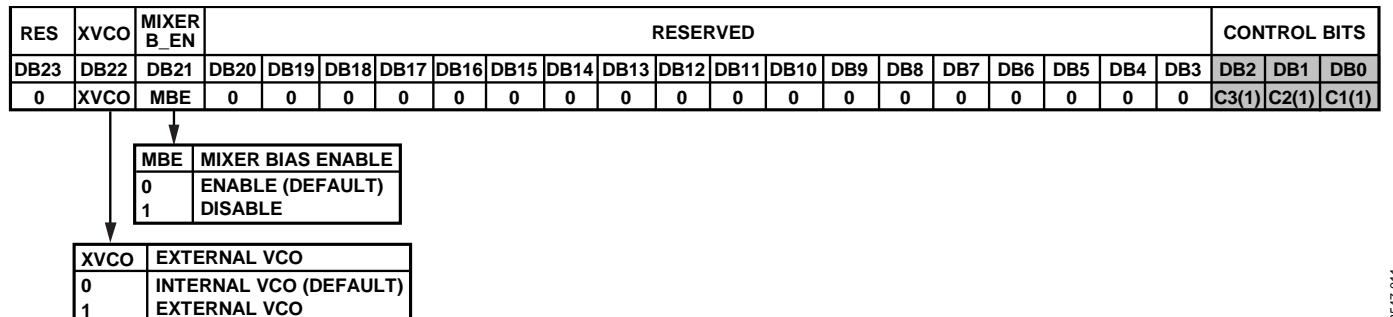 RES XVCO MIXER B_EN RESERVED CONTROL BITS
DB23 DB22 DB21 DB20 DB19 DB18 DB17 DB16 DB15 DB14 DB13 DB12 DB11 DB10 DB9 DB8 DB7 DB6 DB5 DB4 DB3 DB2 DB1 DB0
0 XVCO MBE 0 0 0 0 0 0 0 0 0 0 0 0 0 0 0 0 0 0 C3(1) C2(1) C1(1)
MBE MIXER BIAS ENABLE
0 ENABLE (DEFAULT)
1 DISABLE
XVCO EXTERNAL VCO
0 INTERNAL VCO (DEFAULT)
1 EXTERNAL VCO